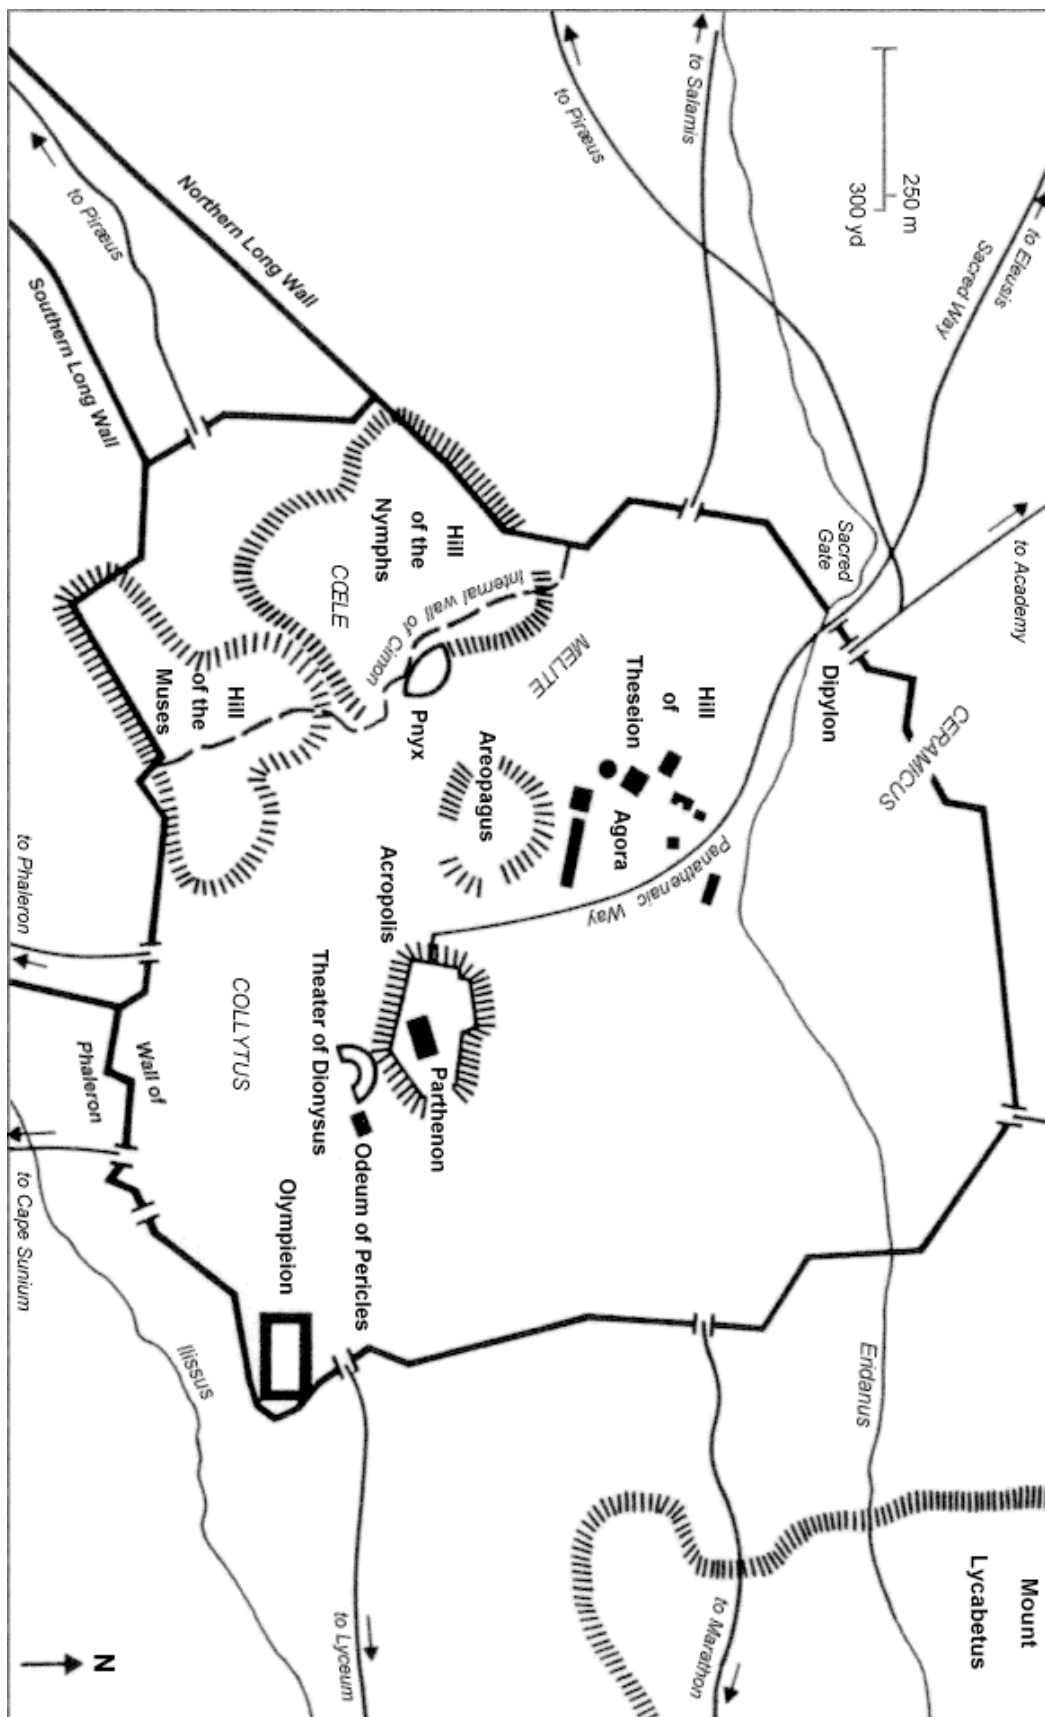 to Eleusis
Sacred Way
to Salamis
to Piræus
250 m
300 yd
to Academy
Sacred
Gate
Dipylon
CERAMICUS
Northern Long Wall
to Piræus
Southern Long Wall
Hill
of the
Nymphs
CŒLE
Internal wall of Cimon
MELITE
Hill
of
Theseion
Pnyx
Hill
of the
Muses
Areopagus
Agora
Panathenaic Way
Acropolis
Parthenon
Theater of Dionysus
Odeum of Pericles
COLLYTUS
Olympieion
to Phaleron
Wall of
Phaleron
to Cape Sunium
Ilissus
Eridanus
Mount
Lycabetus
to Marathon
to Lyceum
N